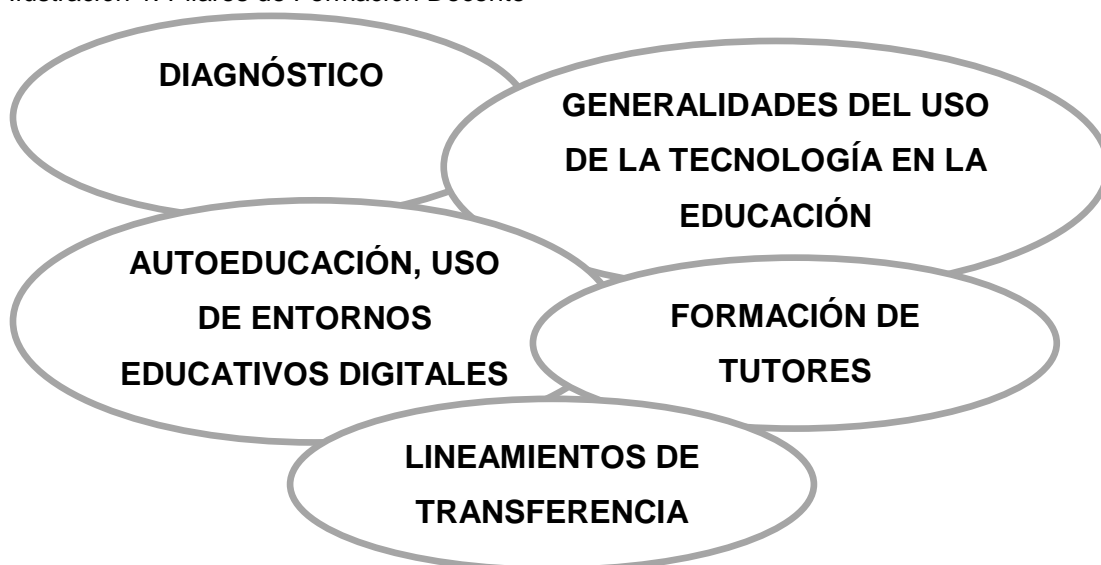 DIAGNÓSTICO
GENERALIDADES DEL USO
DE LA TECNOLOGÍA EN LA
EDUCACIÓN
AUTOEDUCACIÓN, USO
DE ENTORNOS
EDUCATIVOS DIGITALES
FORMACIÓN DE
TUTORES
LINEAMIENTOS DE
TRANSFERENCIA